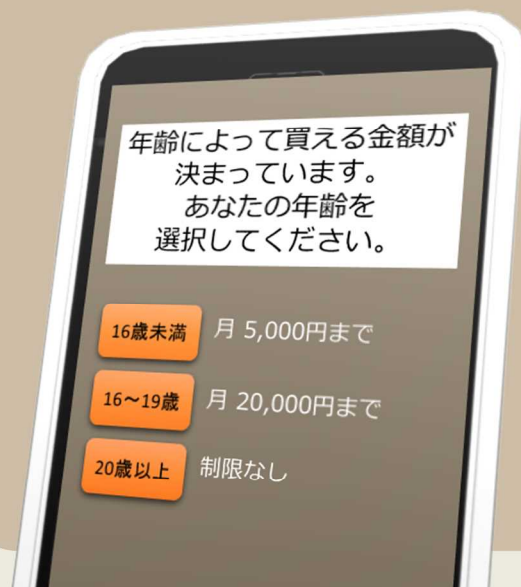 年齢によって買える金額が
決まっています。
あなたの年齢を
選択してください。
16歳未満 月 5,000円まで
16~19歳 月 20,000円まで
20歳以上 制限なし